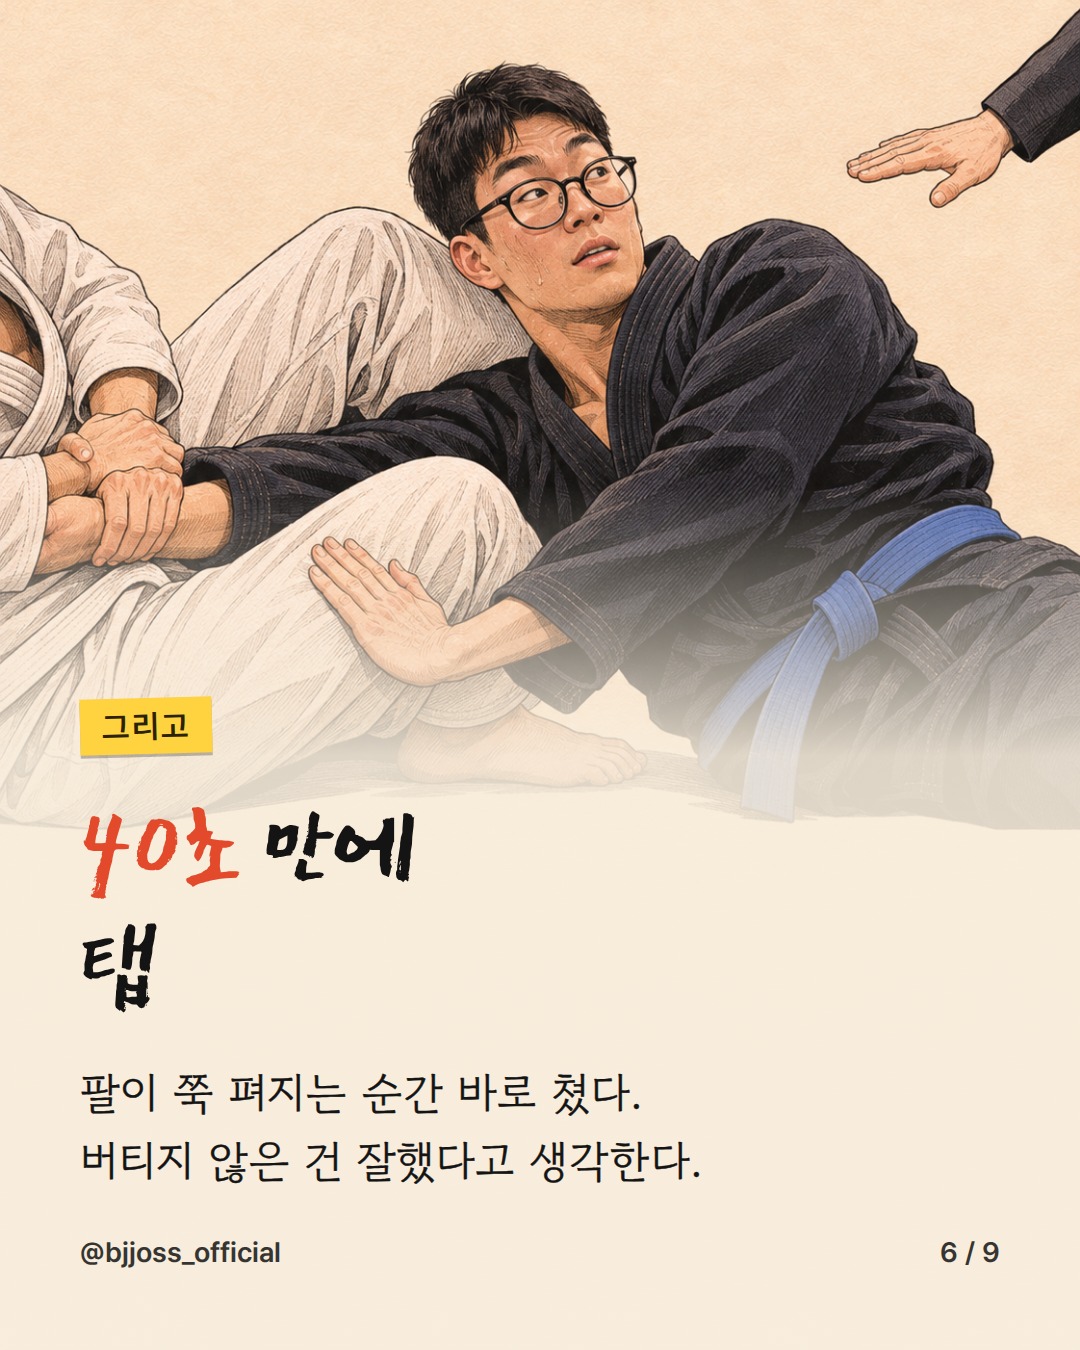 그리고
40초 만에
탭
팔이 쭉 펴지는 순간 바로 쳤다.
버티지 않은 건 잘했다고 생각한다.
@bjjoss_official
6 / 9